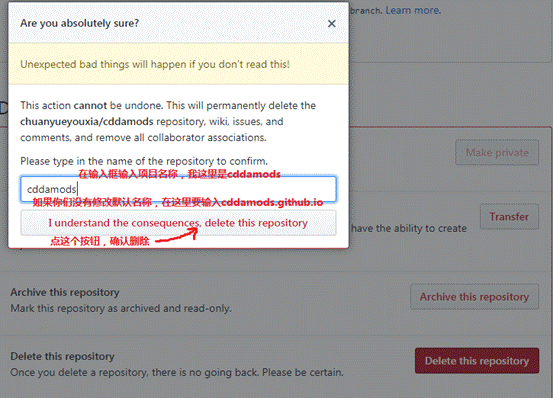 branch. Learn more.
Are you absolutely sure?
×
Unexpected bad things will happen if you don't read this!
This action cannot be undone. This will permanently delete the
chuanyueyouxia/cddamods repository, wiki, issues, and
comments, and remove all collaborator associations.
Please type in the name of the repository to confirm.
在输入框输入项目名称，我这里是cddamods
cddamods
如果你们没有修改默认名称，在这里要输入cddamods.github.io
I understand the consequences, delete this repository
点这个按钮，确认删除
D
Make private
Transfer
have the ability to create
Archive this repository
Mark this repository as archived and read-only.
Archive this repository
Delete this repository
Once you delete a repository, there is no going back. Please be certain.
Delete this repository